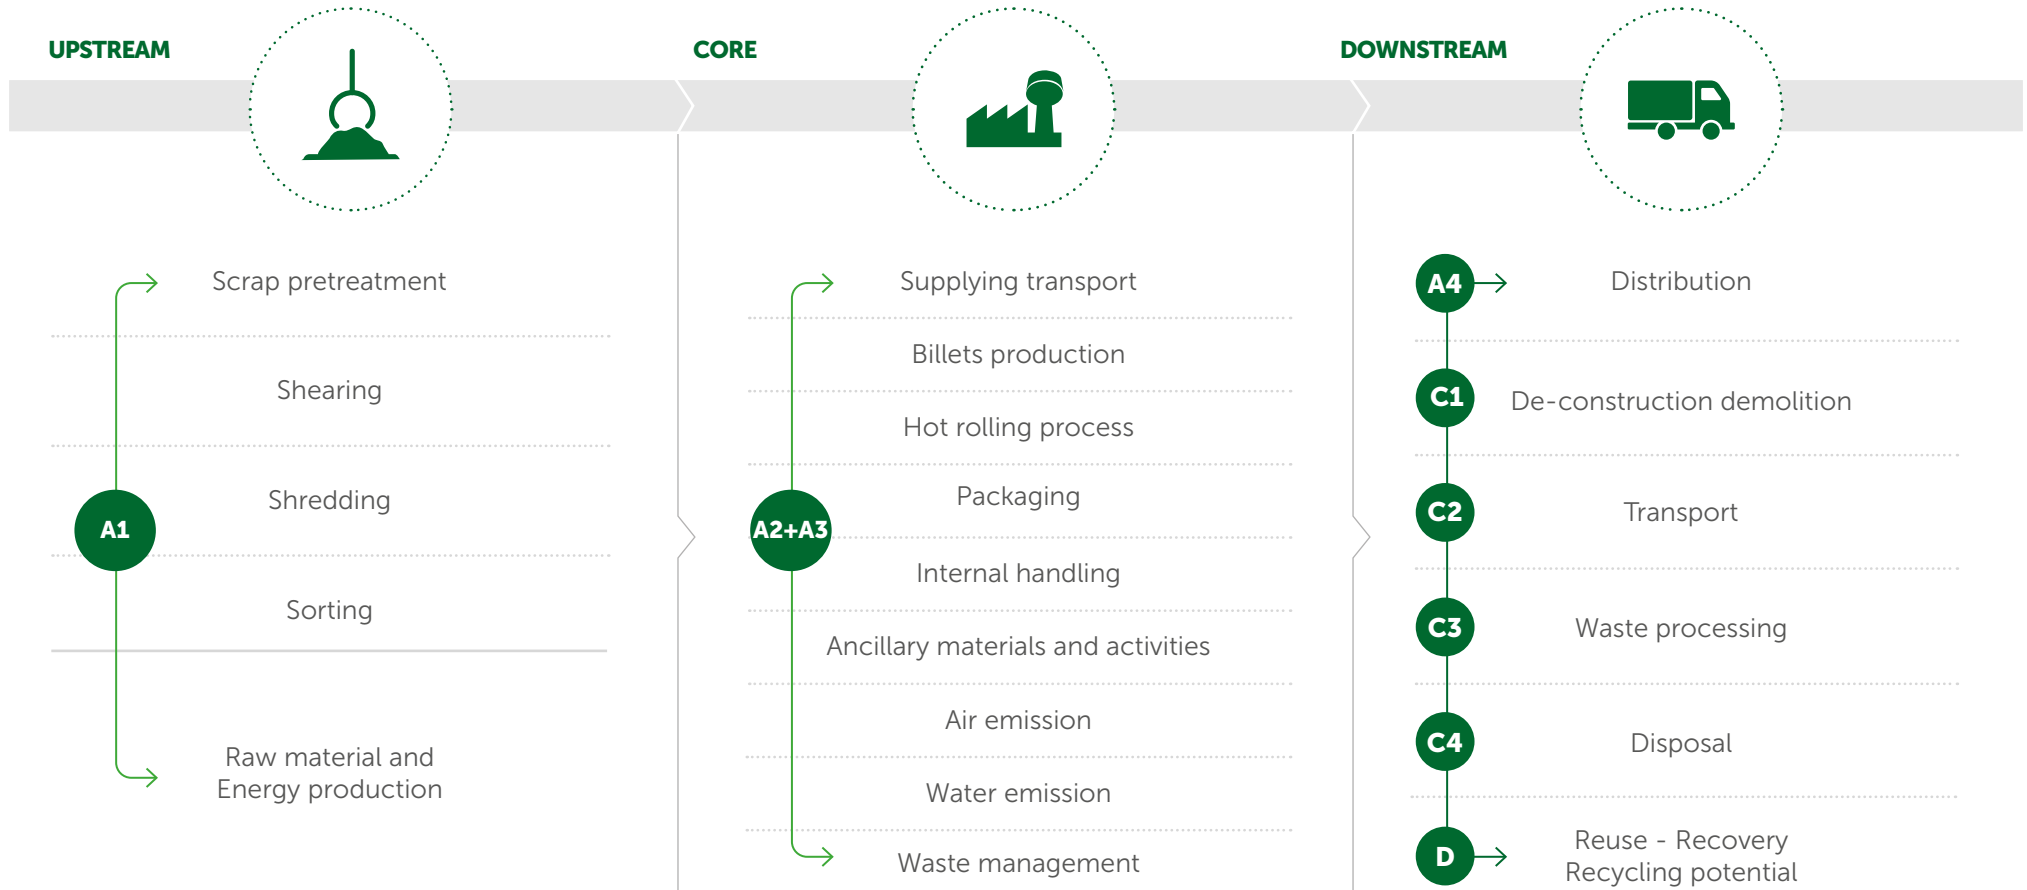 UPSTREAM
Scrap pretreatment
Shearing
Shredding
A1
Sorting
Raw material and
Energy production
CORE
Supplying transport
Billets production
Hot rolling process
Packaging
A2+A3
Internal handling
Ancillary materials and activities
Air emission
Water emission
Waste management
DOWNSTREAM
A4 Distribution
C1 De-construction demolition
C2 Transport
C3 Waste processing
C4 Disposal
D Reuse - Recovery
Recycling potential